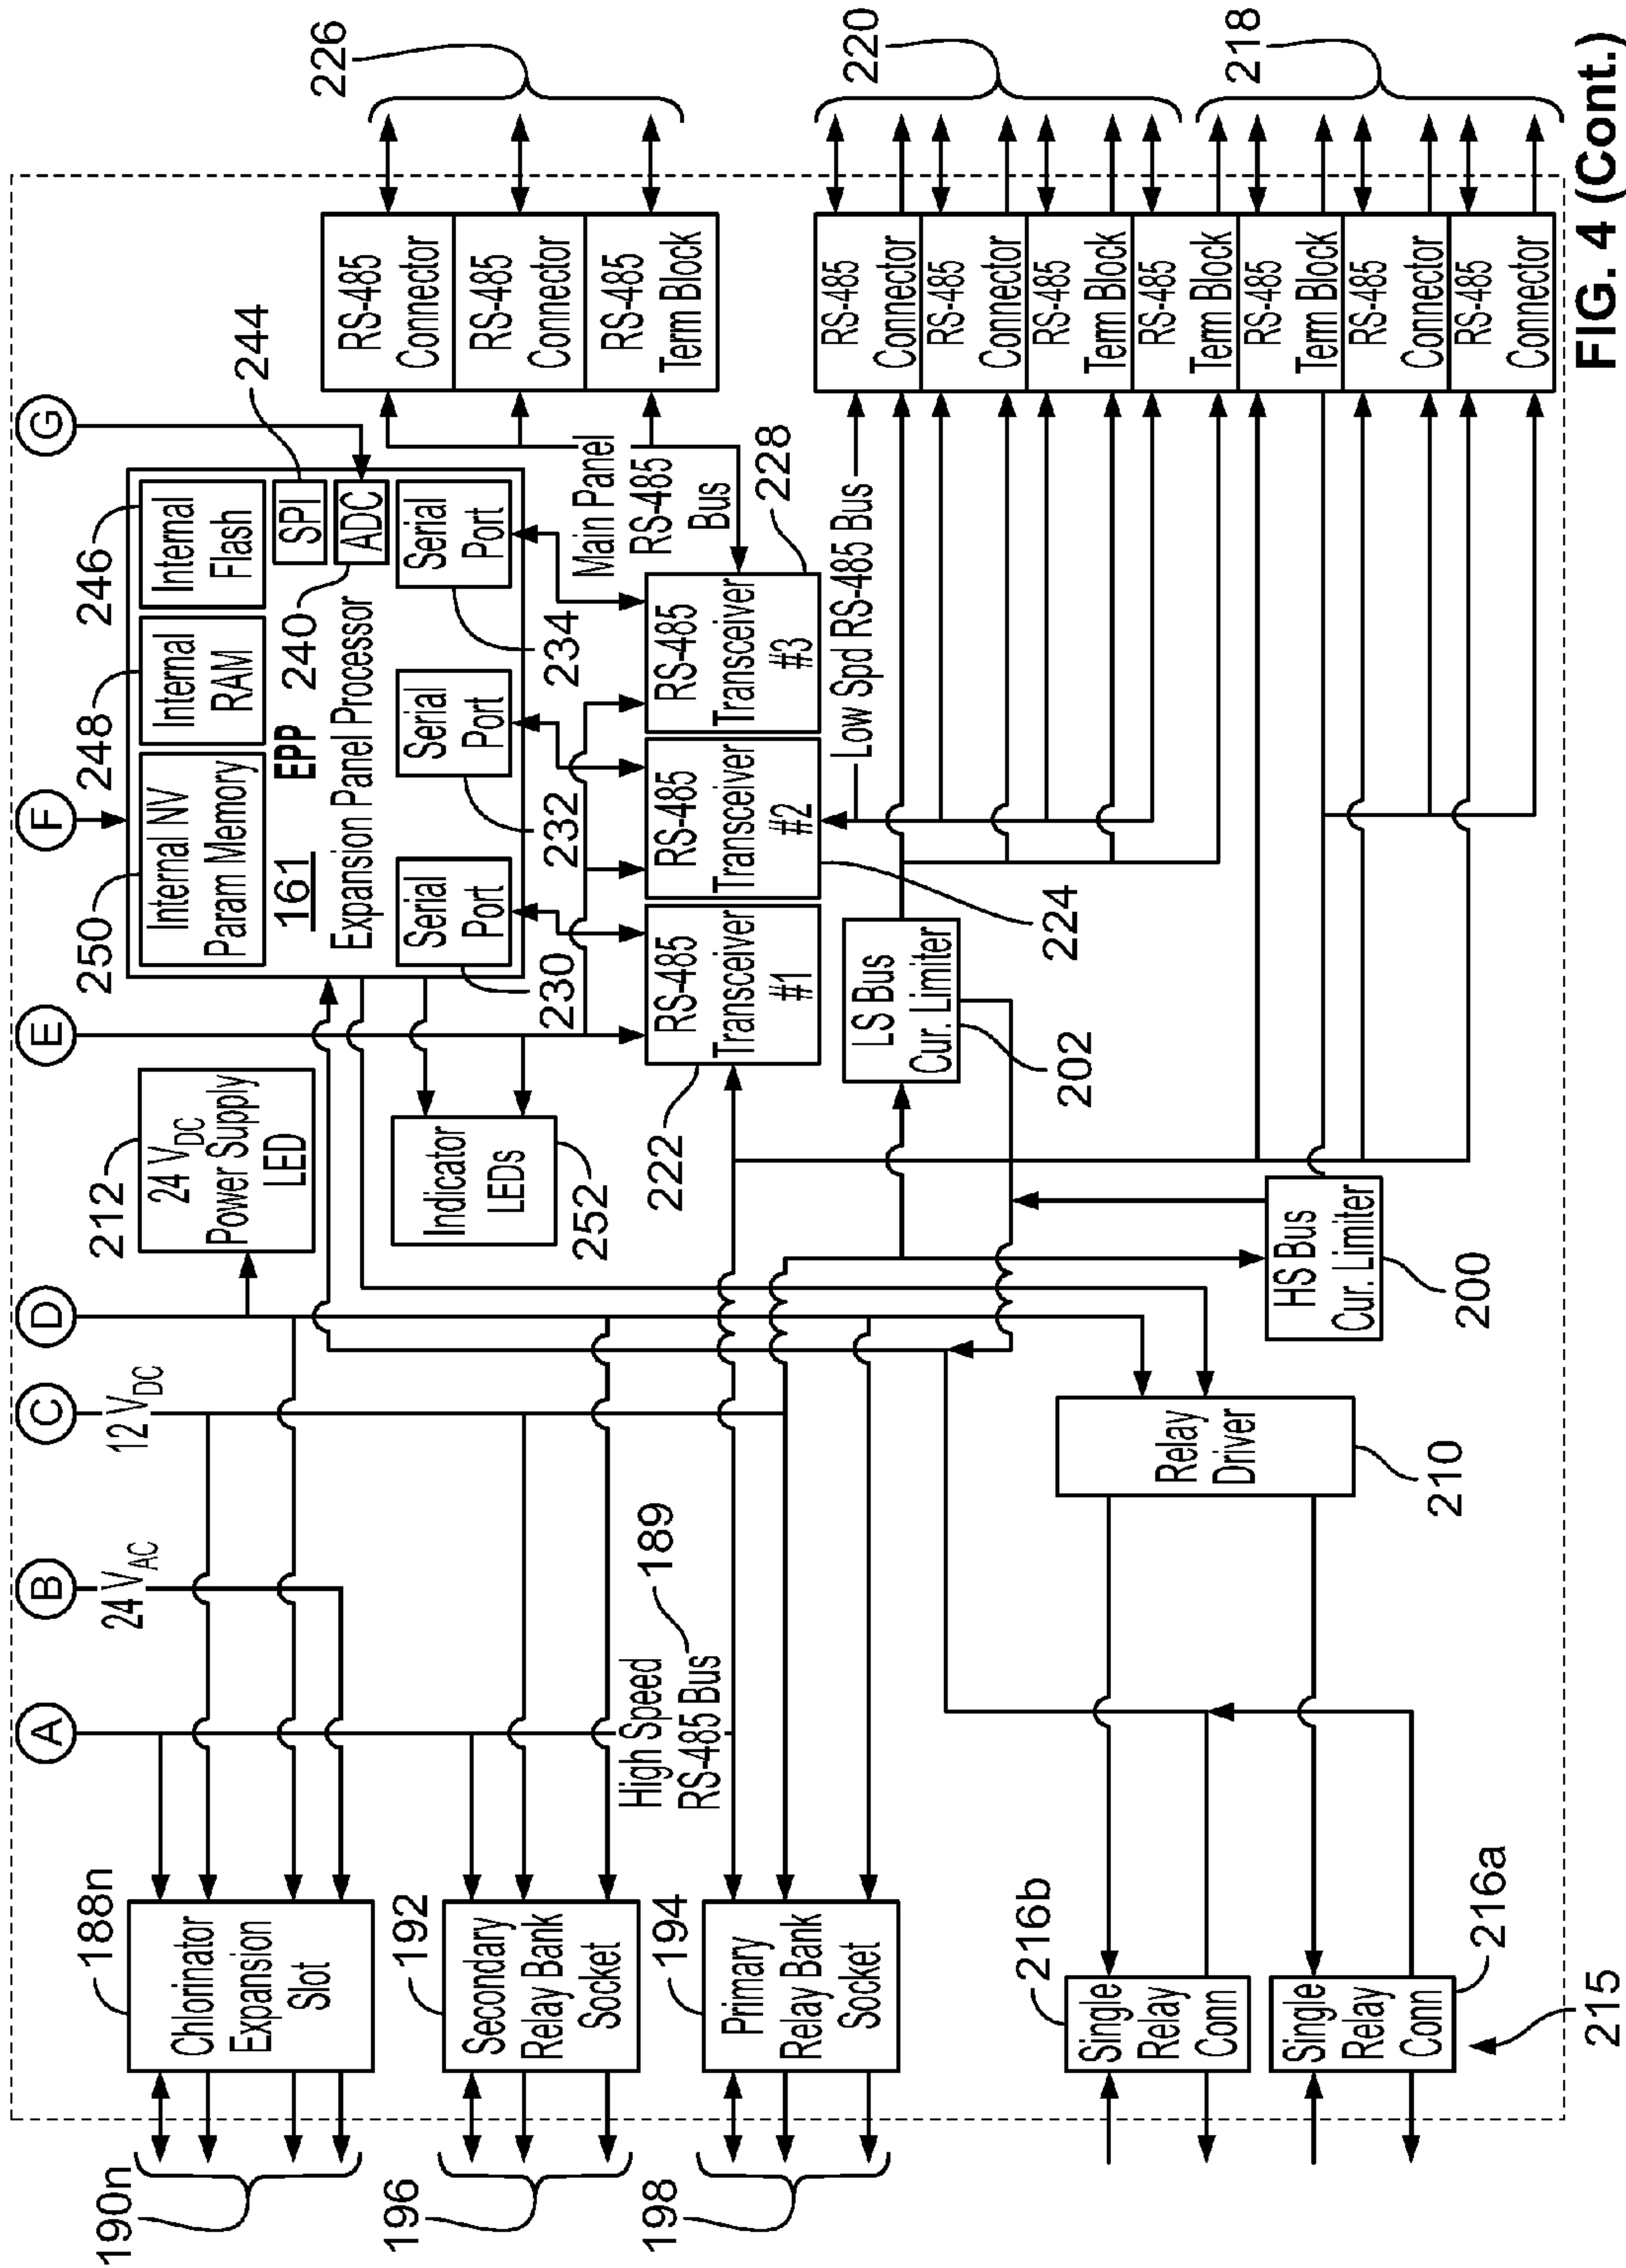 A
B
24 VAC
C
12 VDC
D
E
F
G
190n
188n
Chlorinator
Expansion
Slot
212
24 VDC
Power Supply
LED
250
248
246
Internal NV
Param Memory
Internal
RAM
Internal
Flash
161
EPP
240
SPI
244
Expansion Panel Processor
ADC
Serial
Port
Serial
Port
Serial
Port
230
232
234
226
RS-485
Connector
RS-485
Connector
RS-485
Term Block
Indicator
LEDs
252
196
192
Secondary
Relay Bank
Socket
Main Panel
RS-485
Bus
High Speed
RS-485 Bus
189
222
RS-485
Transceiver
#1
RS-485
Transceiver
#2
RS-485
Transceiver
#3
228
198
194
Primary
Relay Bank
Socket
Low Spd RS-485 Bus
LS Bus
Cur. Limiter
202
224
220
RS-485
Connector
RS-485
Connector
RS-485
Term Block
RS-485
Term Block
RS-485
Term Block
RS-485
Connector
RS-485
Connector
218
216b
Single
Relay
Conn
Relay
Driver
210
HS Bus
Cur. Limiter
200
Single
Relay
Conn
216a
215
FIG. 4 (Cont.)